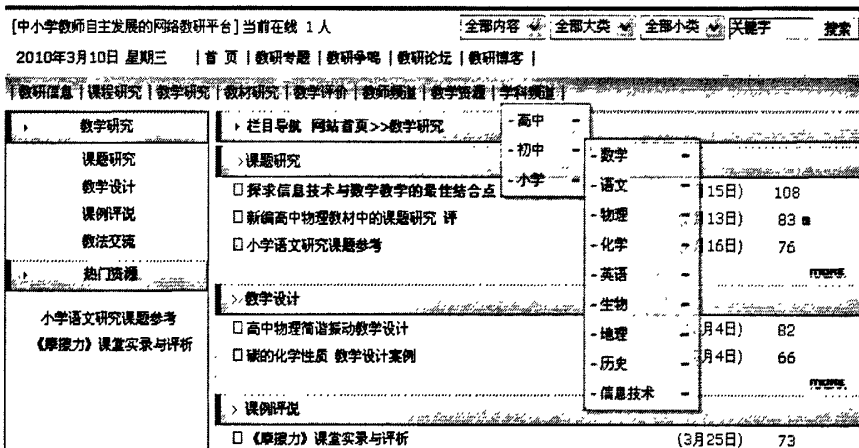 [中小学教师自主发展的网络教研平台]当前在线 1 人
全部内容 全部大类 全部小类 关键字 搜索
2010年3月10日 星期三 | 首 页 | 教研专题 | 教研争鸣 | 教研论坛 | 教研博客 |
| 教研信息 | 课程研究 | 教学研究 | 教材研究 | 教学评价 | 教师频道 | 教学资源 | 学科频道 |
教学研究
课题研究
教学设计
课例评说
教法交流
热门资源
小学语文研究课题参考
《摩擦力》课堂实录与评析
栏目导航 网站首页>>教学研究
- 高中 -
- 初中 -
- 小学 -
- 数学 -
- 语文 -
- 物理 -
- 化学 -
- 英语 -
- 生物 -
- 地理 -
- 历史 -
- 信息技术 -
>课题研究
探求信息技术与数学教学的最佳结合点 15日) 108
新编高中物理教材中的课题研究 评 13日) 83
小学语文研究课题参考 16日) 76
more
> 教学设计
高中物理简谐振动教学设计 月4日) 82
碳的化学性质 教学设计案例 月4日) 66
more
> 课例评说
《摩擦力》课堂实录与评析 (3月25日) 73